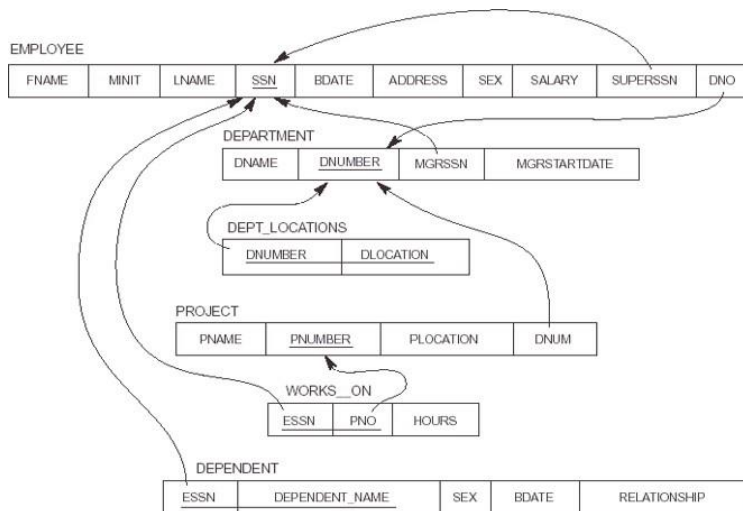 EMPLOYEE
FNAME MINIT LNAME SSN BDATE ADDRESS SEX SALARY SUPERSSN DNO
DEPARTMENT
DNAME DNUMBER MGRSSN MGRSTARTDATE
DEPT_LOCATIONS
DNUMBER DLOCATION
PROJECT
PNAME PNUMBER PLOCATION DNUM
WORKS__ON
ESSN PNO HOURS
DEPENDENT
ESSN DEPENDENT_NAME SEX BDATE RELATIONSHIP